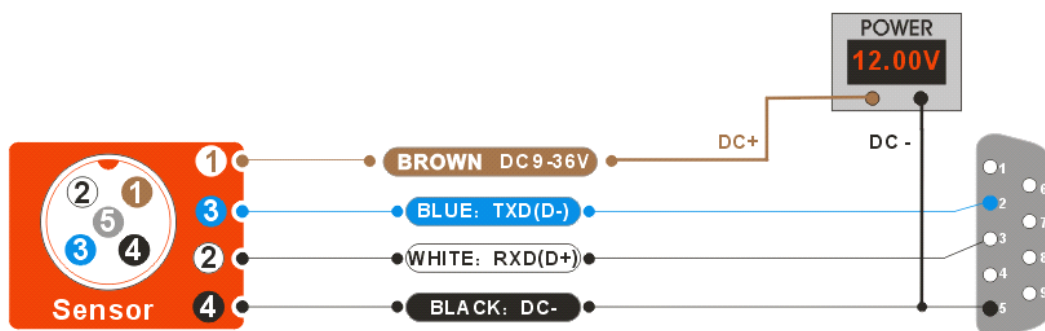 POWER
12.00V
DC+
DC -
1
BROWN DC9-36V
2
1
5
3
4
3
BLUE: TXD(D-)
2
WHITE: RXD(D+)
Sensor
4
BLACK: DC-
1
6
2
7
3
8
4
9
5